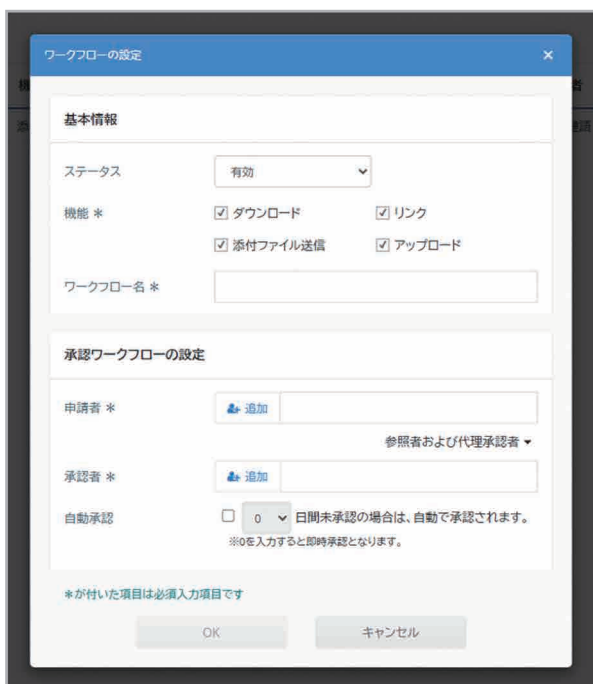 ワークフローの設定 ×
基本情報
ステータス 有効
機能 * ダウンロード リンク
添付ファイル送信 アップロード
ワークフロー名 *
承認ワークフローの設定
申請者 * 追加
参照者および代理承認者
承認者 * 追加
自動承認 0 日間未承認の場合は、自動で承認されます。
※0を入力すると即時承認となります。
*が付いた項目は必須入力項目です
OK キャンセル